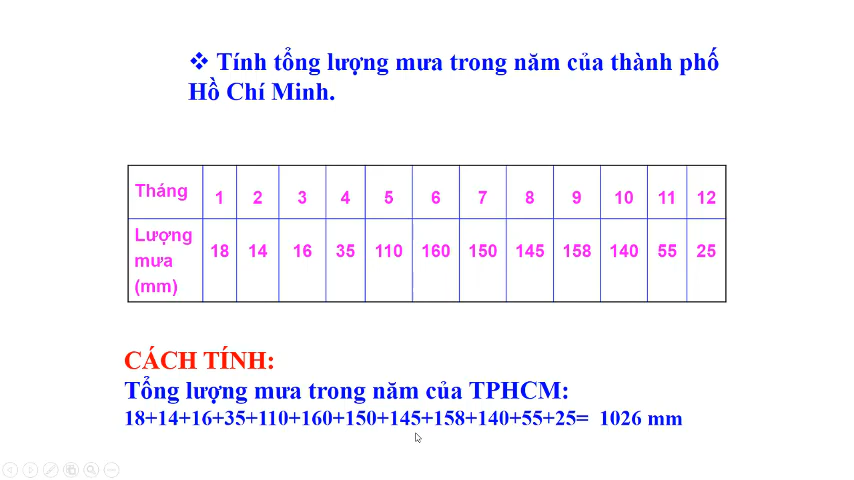 ❖ Tính tổng lượng mưa trong năm của thành phố
Hồ Chí Minh.
Tháng 1 2 3 4 5 6 7 8 9 10 11 12
Lượng mưa (mm) 18 14 16 35 110 160 150 145 158 140 55 25
CÁCH TÍNH:
Tổng lượng mưa trong năm của TPHCM:
18+14+16+35+110+160+150+145+158+140+55+25= 1026 mm